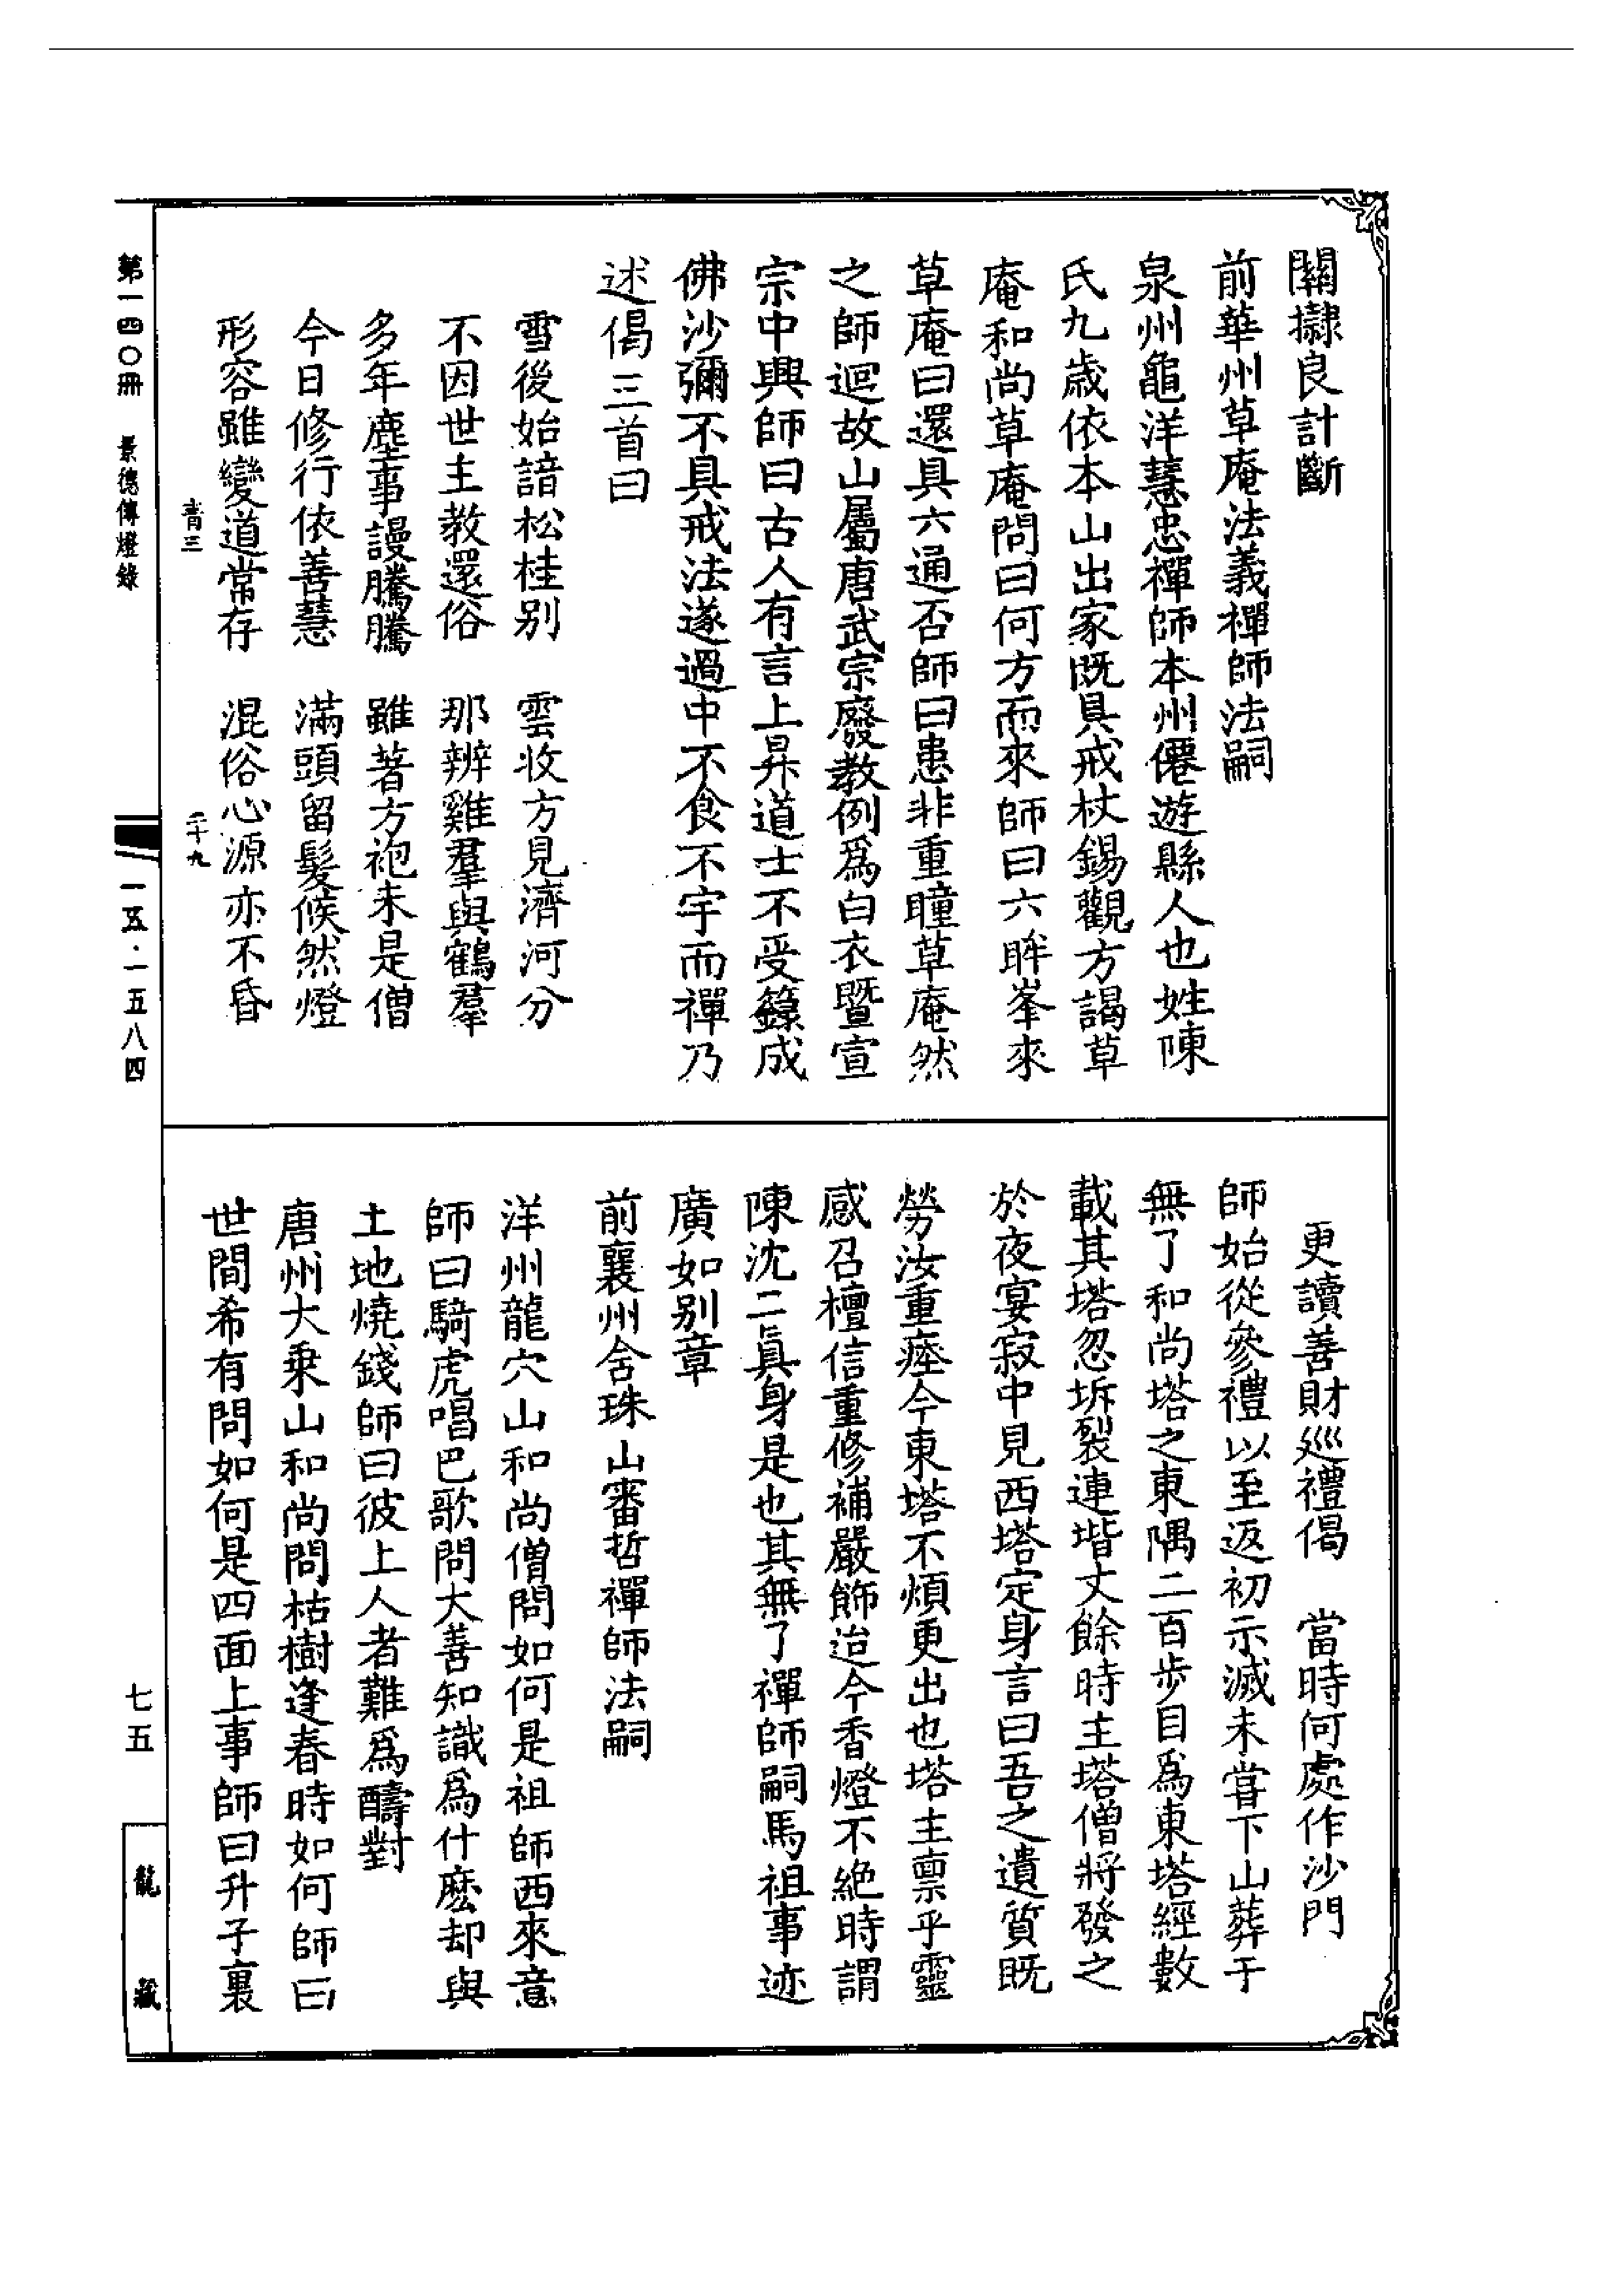 關𣝛良計斷
前華州草庵法義禪師法嗣
泉州龜洋慧忠禪師本州僊遊縣人也姓陳
氏九歲依本山出家既具戒杖錫觀方謁草
庵和尚草庵問曰何方而來師曰六眸峯來
草庵曰還具六通否師曰患非重瞳草庵然
之師迴故山屬唐武宗廢教例爲白衣暨宣
宗中興師曰古人有言上昇道士不受籙成
佛沙彌不具戒法遂過中不食不宇而禪乃
述偈三首曰
雪後始諳松桂别　雲收方見濟河分
不因世主教還俗　那辨雞羣與鶴羣
多年塵事謾騰騰　雖著方袍未是僧
今日修行依善慧　滿頭留髮候然燈
形容雖變道常存　混俗心源亦不昏
更讀善財巡禮偈　當時何處作沙門
師始從參禮以至返初示滅未嘗下山葬于
無了和尚塔之東隅二百步目爲東塔經數
載其塔忽坼裂連堦丈餘時主塔僧將發之
於夜宴寂中見西塔定身言曰吾之遺質既
勞汝重瘞今東塔不煩更出也塔主禀乎靈
感召檀信重修補嚴飾迨今香燈不絶時謂
陳沈二眞身是也其無了禪師嗣馬祖事迹
廣如别章
前襄州含珠山審哲禪師法嗣
洋州龍穴山和尚僧問如何是祖師西來意
師曰騎虎唱巴歌問大善知識爲什麽却與
土地燒錢師曰彼上人者難爲醻對
唐州大乘山和尚問枯樹逢春時如何師曰
世間希有問如何是四面上事師曰升子裏
青三
二十九
第一四〇冊　景德傳燈錄
一五·一五八四
七五
龍藏